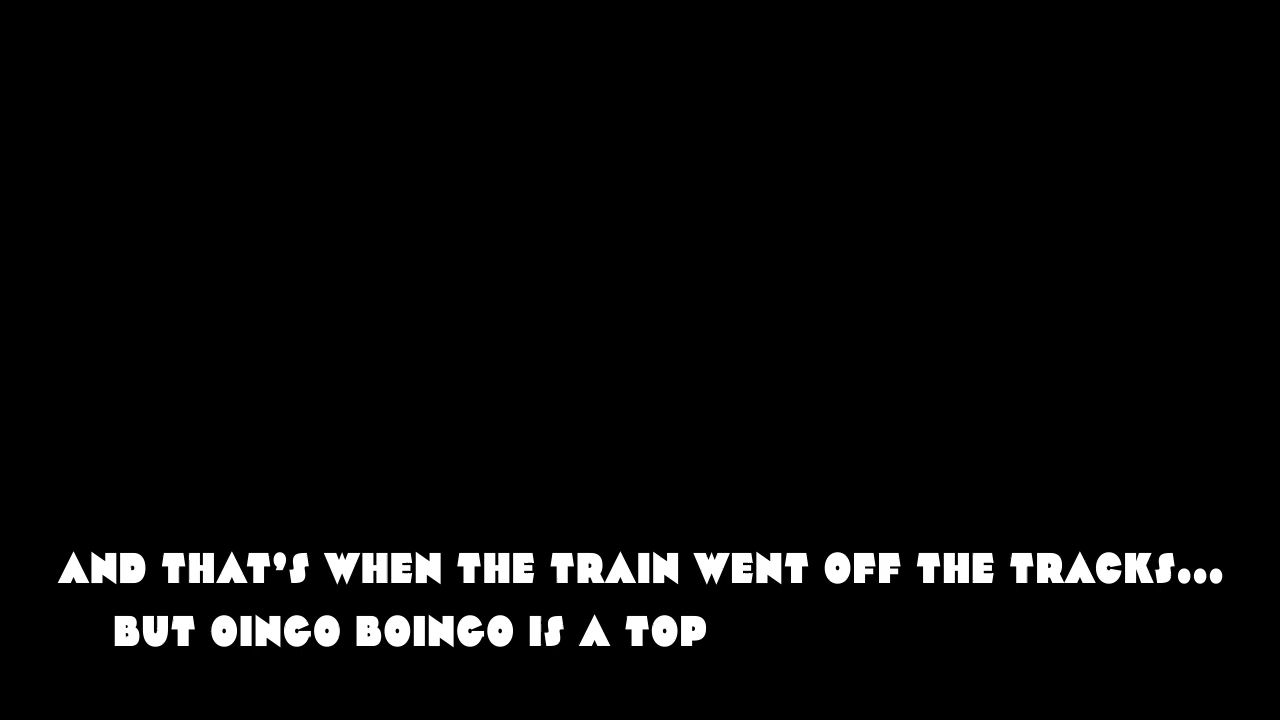 AND THAT'S WHEN THE TRAIN WENT OFF THE TRACKS...
BUT OINGO BOINGO IS A TOP